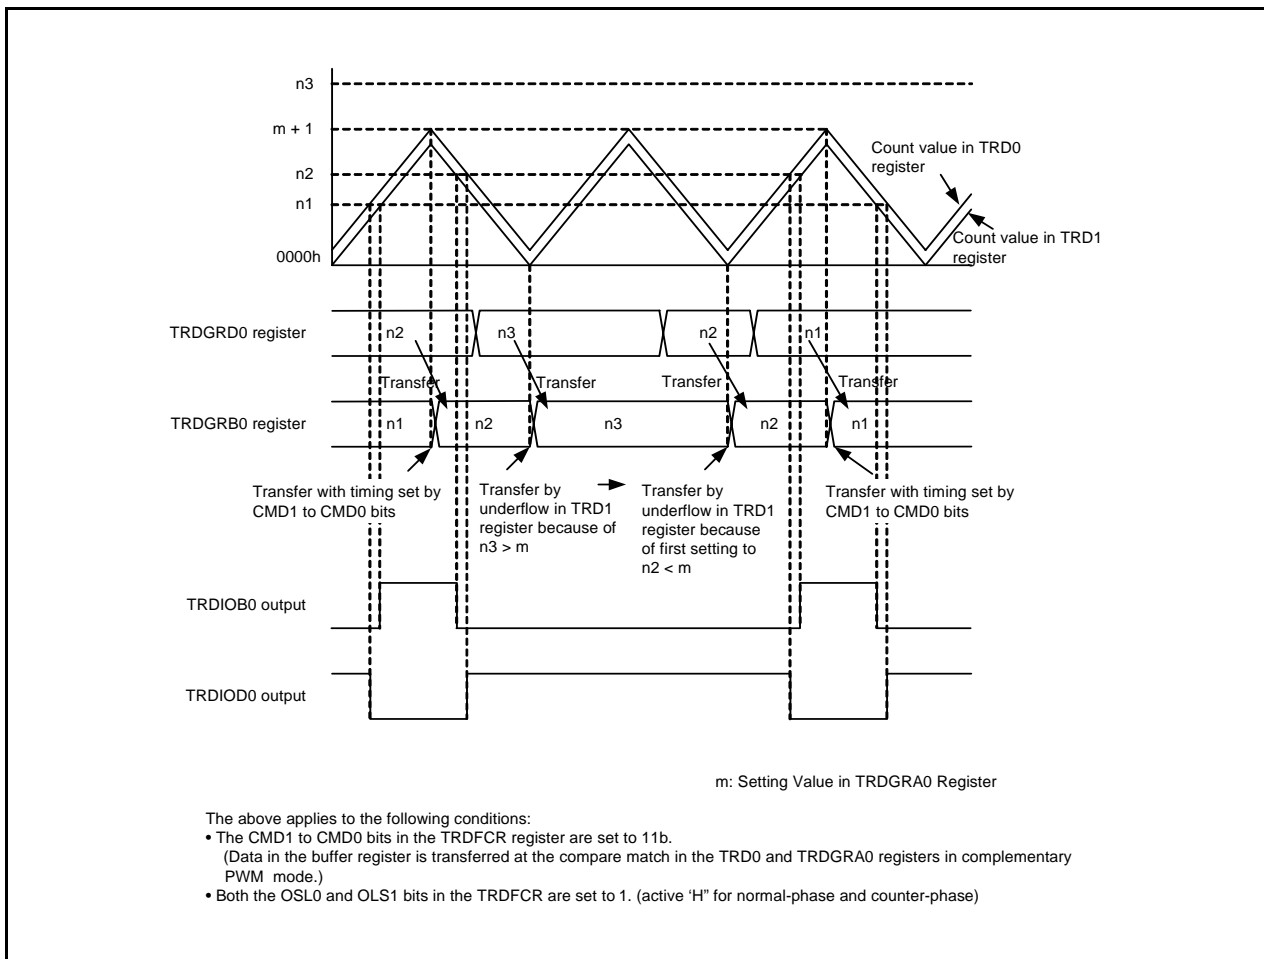 n3
m + 1
n2
n1
0000h
Count value in TRD0
register
Count value in TRD1
register
TRDGRD0 register
n2
n3
n2
n1
Transfer
Transfer
Transfer
Transfer
TRDGRB0 register
n1
n2
n3
n2
n1
Transfer with timing set by
CMD1 to CMD0 bits
Transfer by
underflow in TRD1
register because of
n3 > m
Transfer by
underflow in TRD1
register because
of first setting to
n2 < m
Transfer with timing set by
CMD1 to CMD0 bits
TRDIOB0 output
TRDIOD0 output
m: Setting Value in TRDGRA0 Register
The above applies to the following conditions:
• The CMD1 to CMD0 bits in the TRDFCR register are set to 11b.
(Data in the buffer register is transferred at the compare match in the TRD0 and TRDGRA0 registers in complementary
PWM mode.)
• Both the OSL0 and OLS1 bits in the TRDFCR are set to 1. (active ‘H” for normal-phase and counter-phase)